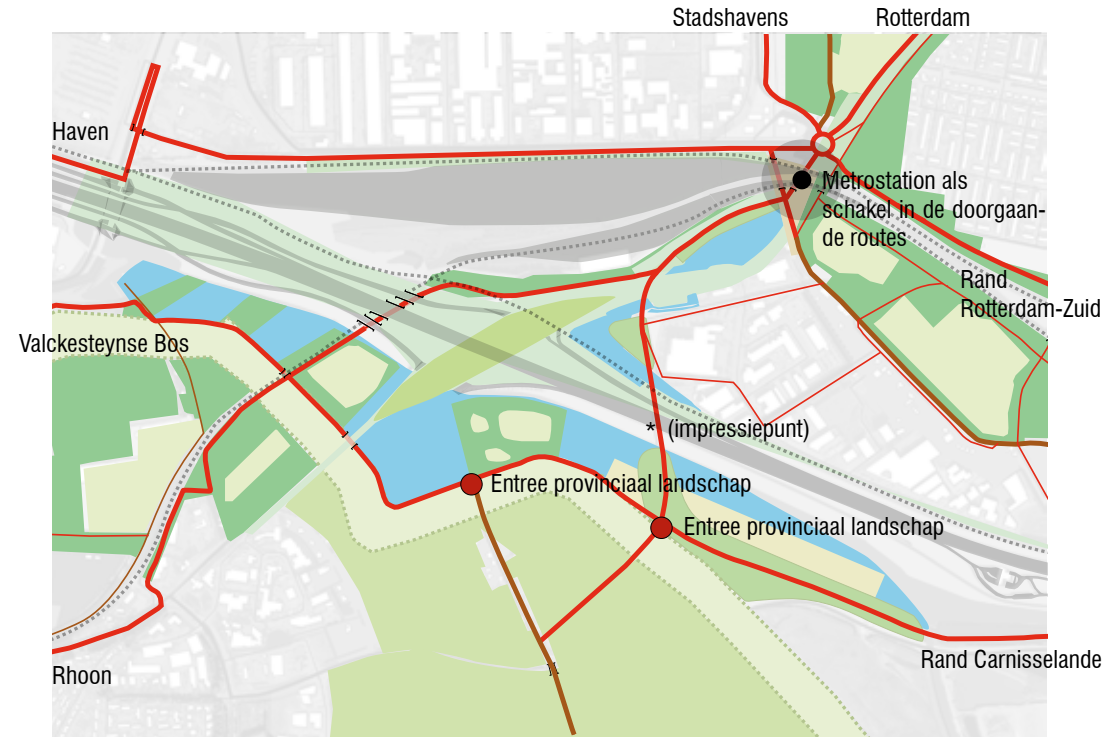 Stadshavens
Rotterdam
Haven
Metrostation als
schakel in de doorgaan-
de routes
Rand
Rotterdam-Zuid
Valckesteynse Bos
* (impressiepunt)
Entree provinciaal landschap
Entree provinciaal landschap
Rand Carnisselande
Rhoon